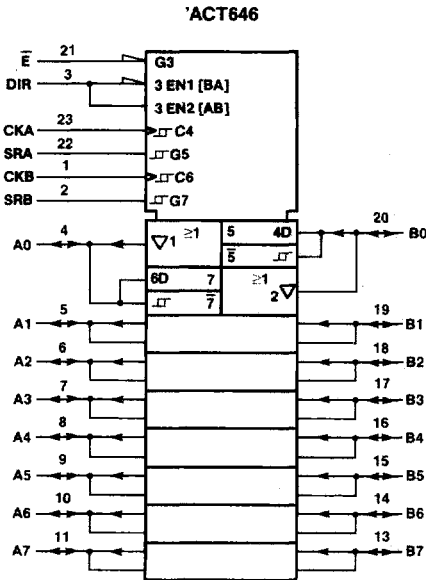 'ACT646
E̅ 21 G3
DIR 3 3 EN1 [BA]
3 EN2 [AB]
CKA 23 C4
SRA 22 G5
CKB 1 C6
SRB 2 G7
A0 4 ▽1 ≥1 5 4D 20 B0
5̅
6D 7 ≥1
7̅ 2▽
A1 5 19 B1
A2 6 18 B2
A3 7 17 B3
A4 8 16 B4
A5 9 15 B5
A6 10 14 B6
A7 11 13 B7